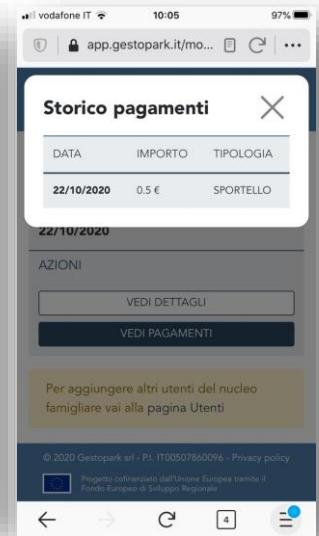 vodafone IT 10:05 97%
app.gestopark.it/mo...
Storico pagamenti
DATA IMPORTO TIPOLOGIA
22/10/2020 0.5 € SPORTELLO
22/10/2020
AZIONI
VEDI DETTAGLI
VEDI PAGAMENTI
Per aggiungere altri utenti del nucleo
famigliare vai alla pagina Utenti
© 2020 Gestopark srl - P.I. IT00507860096 - Privacy policy
Progetto cofinanziato dall'Unione Europea tramite il
Fondo Europeo di Sviluppo Regionale
4